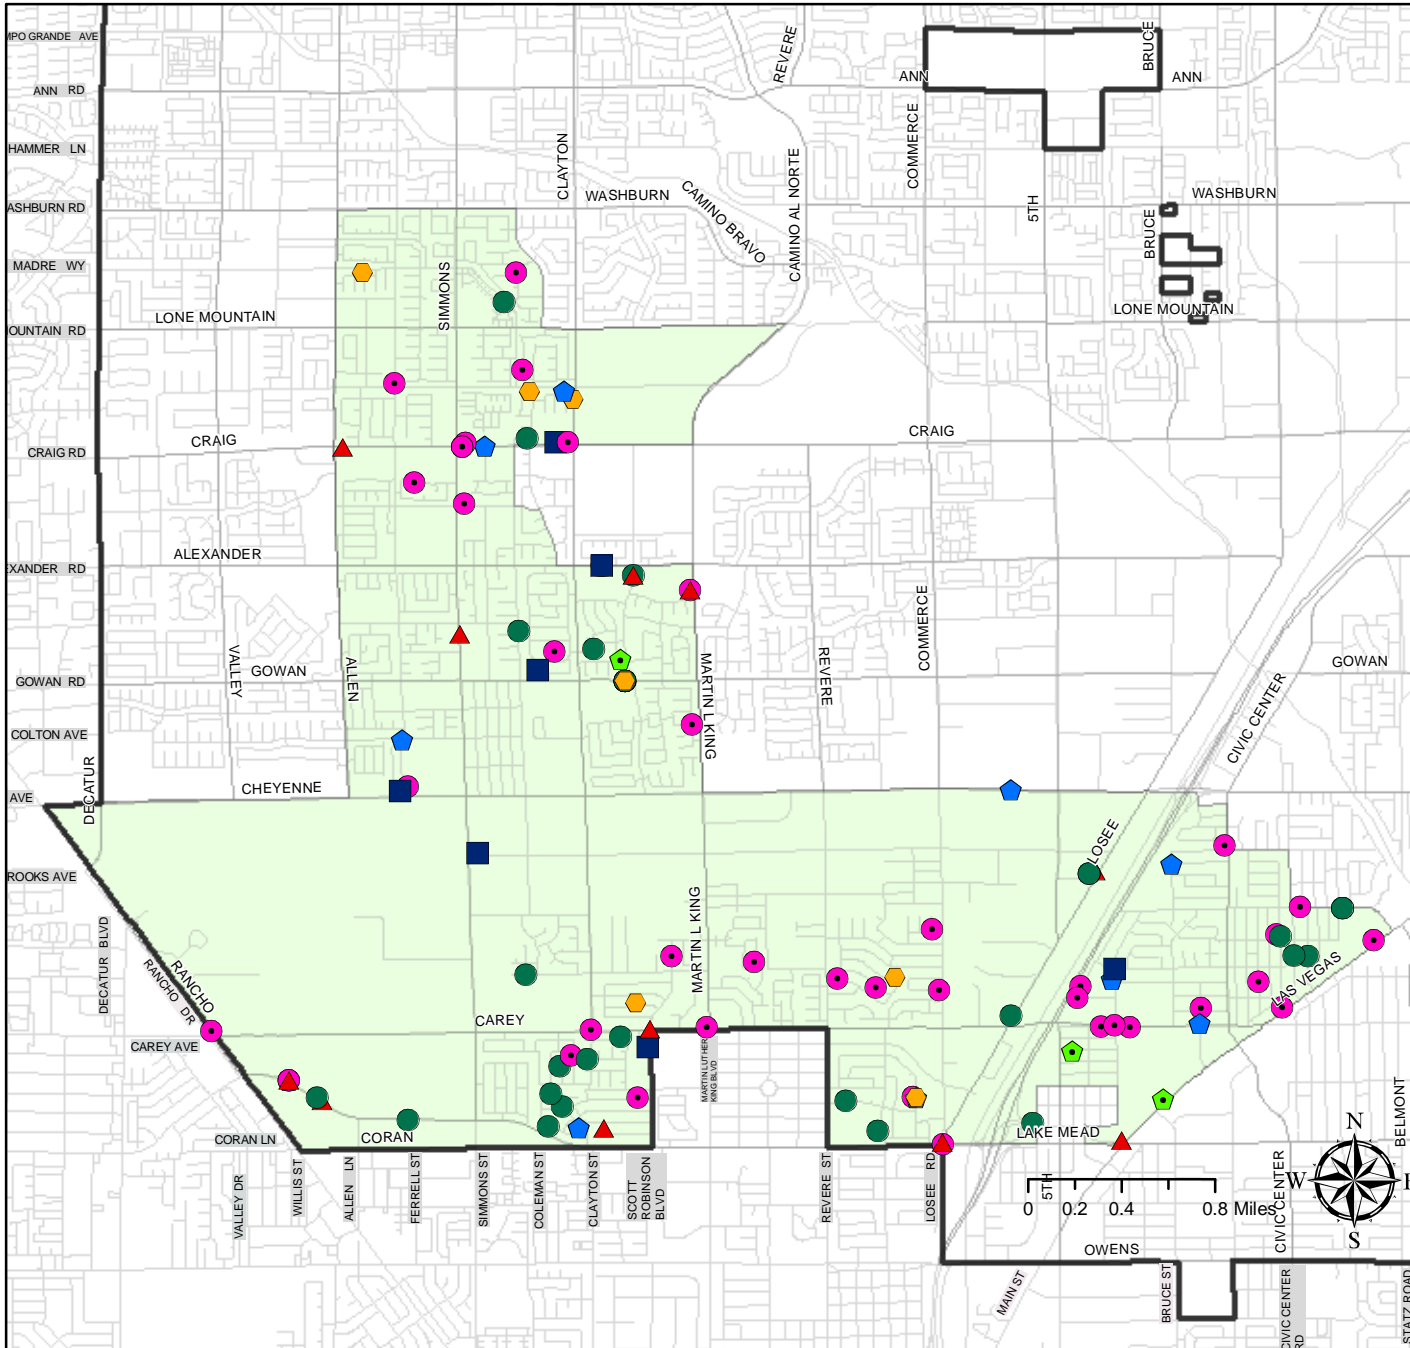 MPO GRANDE AVE
REVERE
BRUCE
ANN
ANN
ANN RD
COMMERCE
HAMMER LN
CLAYTON
CAMINO AL NORTE
WASHBURN
CAMINO BRAVO
WASHBURN
ASHBURN RD
5TH
BRUCE
MADRE WY
SIMMONS
LONE MOUNTAIN
LONE MOUNTAIN
OUNTAIN RD
CRAIG
CRAIG
CRAIG RD
ALEXANDER
EXANDER RD
COMMERCE
VALLEY
GOWAN
ALLEN
MARTIN L KING
REVERE
GOWAN
GOWAN RD
CIVIC CENTER
COLTON AVE
DECATUR
CHEYENNE
AVE
LOSEE
ROOKS AVE
MARTIN L KING
DECATUR BLVD
RANCHO
RANCHO DR
LAS VEGAS
CAREY
CAREY AVE
MARTIN LUTHER
KING BLVD
BELMONT
CORAN LN
CORAN
LAKE MEAD
N
W
E
S
VALLEY DR
WILLIS ST
ALLEN LN
FERRELL ST
SIMMONS ST
COLEMAN ST
CLAYTON ST
SCOTT
ROBINSON
BLVD
REVERE ST
LOSEE RD
5TH
0 0.2 0.4 0.8 Miles
CIVIC CENTER
OWENS
MAIN ST
BRUCE ST
CIVIC CENTER
RD
STATZ ROAD